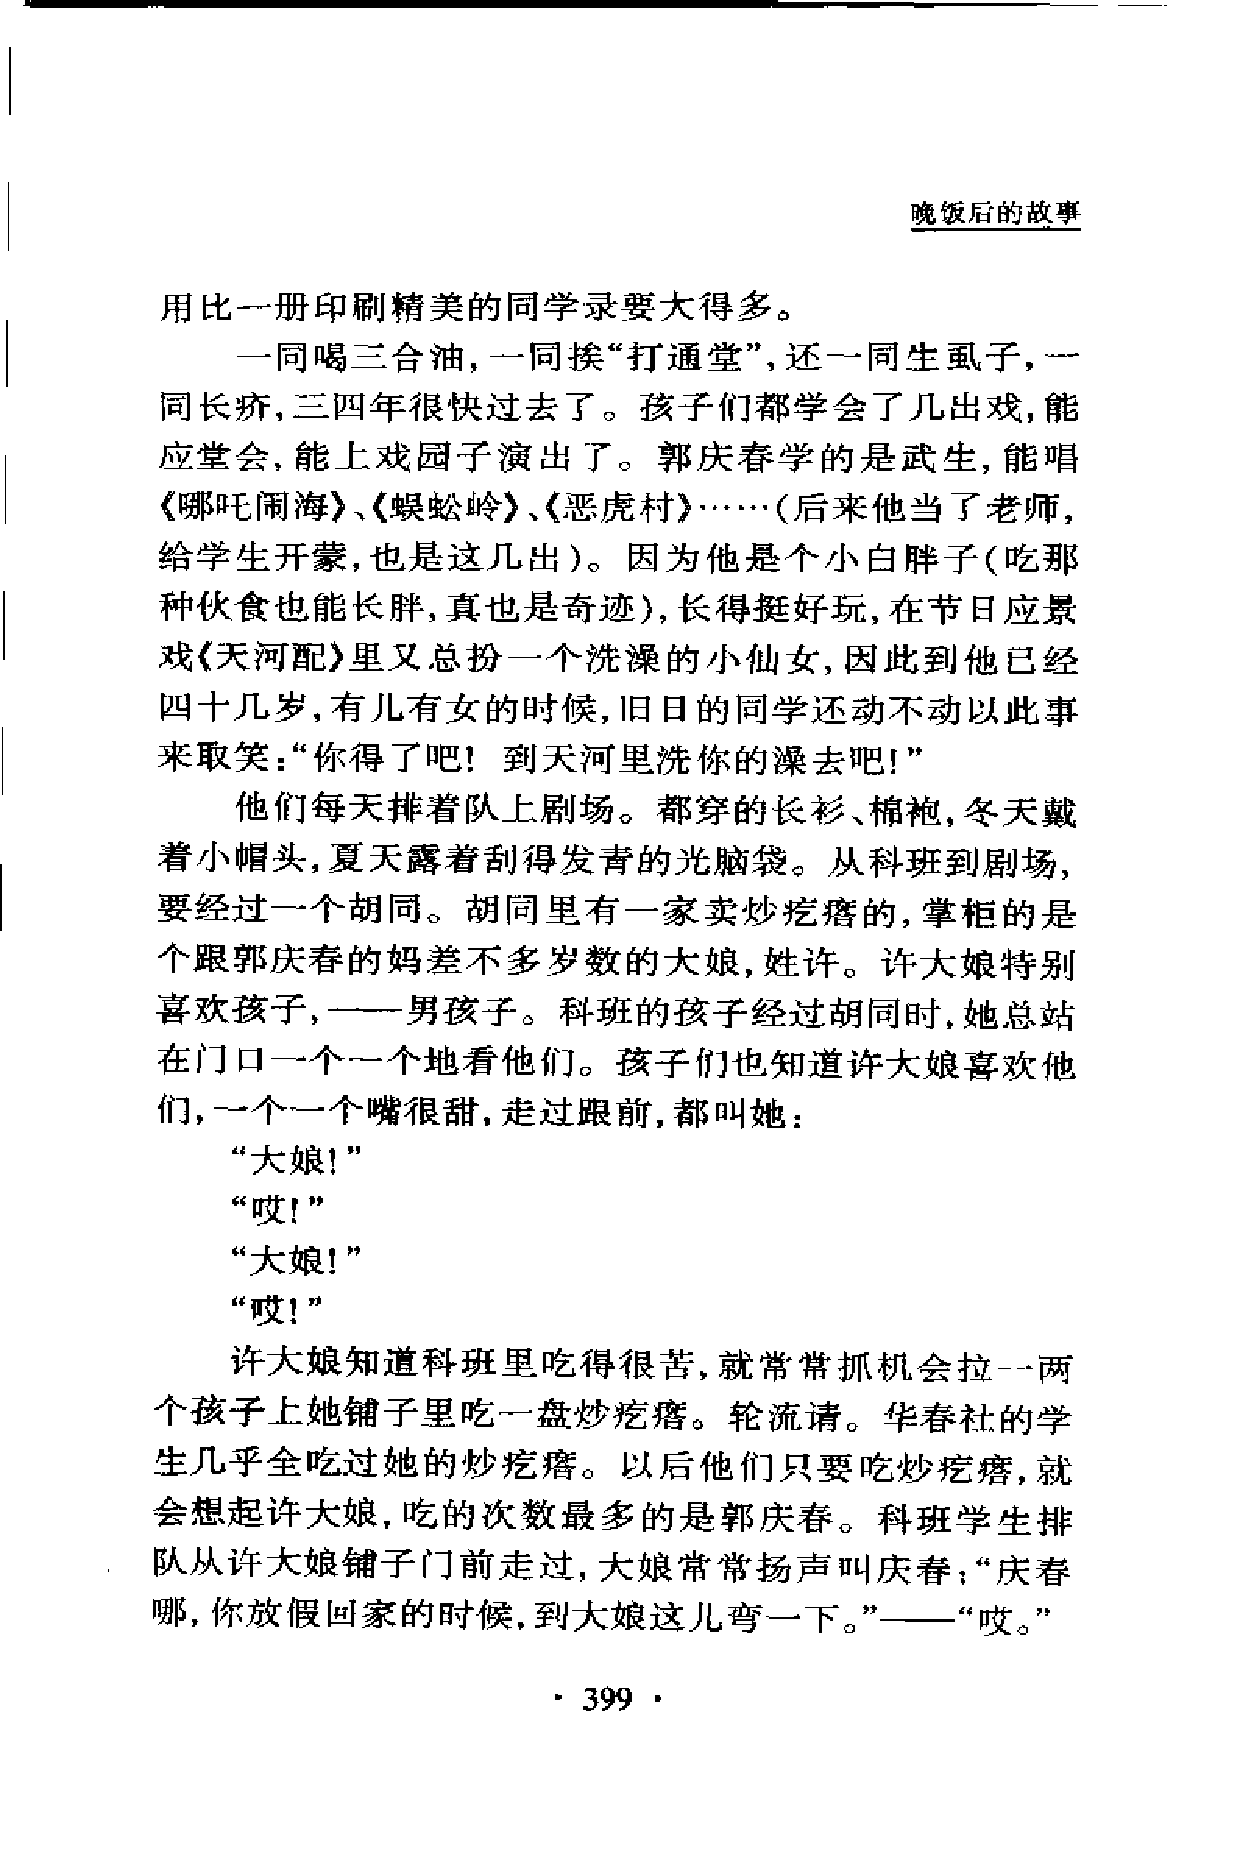 晚饭后的故事
用比一册印刷精美的同学录要大得多。
一同喝三合油，一同挨“打通堂”，还一同生虱子，一
同长疥，三四年很快过去了。孩子们都学会了几出戏，能
应堂会，能上戏园子演出了。郭庆春学的是武生，能唱
《哪吒闹海》、《蜈蚣岭》、《恶虎村》……（后来他当了老师，
给学生开蒙，也是这几出）。因为他是个小白胖子（吃那
种伙食也能长胖，真也是奇迹），长得挺好玩，在节日应景
戏《天河配》里又总扮一个洗澡的小仙女，因此到他已经
四十几岁，有儿有女的时候，旧日的同学还动不动以此事
来取笑：“你得了吧！到天河里洗你的澡去吧！”
他们每天排着队上剧场。都穿的长衫、棉袍，冬天戴
着小帽头，夏天露着刮得发青的光脑袋。从科班到剧场，
要经过一个胡同。胡同里有一家卖炒疙瘩的，掌柜的是
个跟郭庆春的妈差不多岁数的大娘，姓许。许大娘特别
喜欢孩子，——男孩子。科班的孩子经过胡同时，她总站
在门口一个一个地看他们。孩子们也知道许大娘喜欢他
们，一个一个嘴很甜，走过跟前，都叫她：
“大娘！”
“哎！”
“大娘！”
“哎！”
许大娘知道科班里吃得很苦，就常常抓机会拉一两
个孩子上她铺子里吃一盘炒疙瘩。轮流请。华春社的学
生几乎全吃过她的炒疙瘩。以后他们只要吃炒疙瘩，就
会想起许大娘，吃的次数最多的是郭庆春。科班学生排
队从许大娘铺子门前走过，大娘常常扬声叫庆春：“庆春
哪，你放假回家的时候，到大娘这儿弯一下。”——“哎。”
· 399 ·